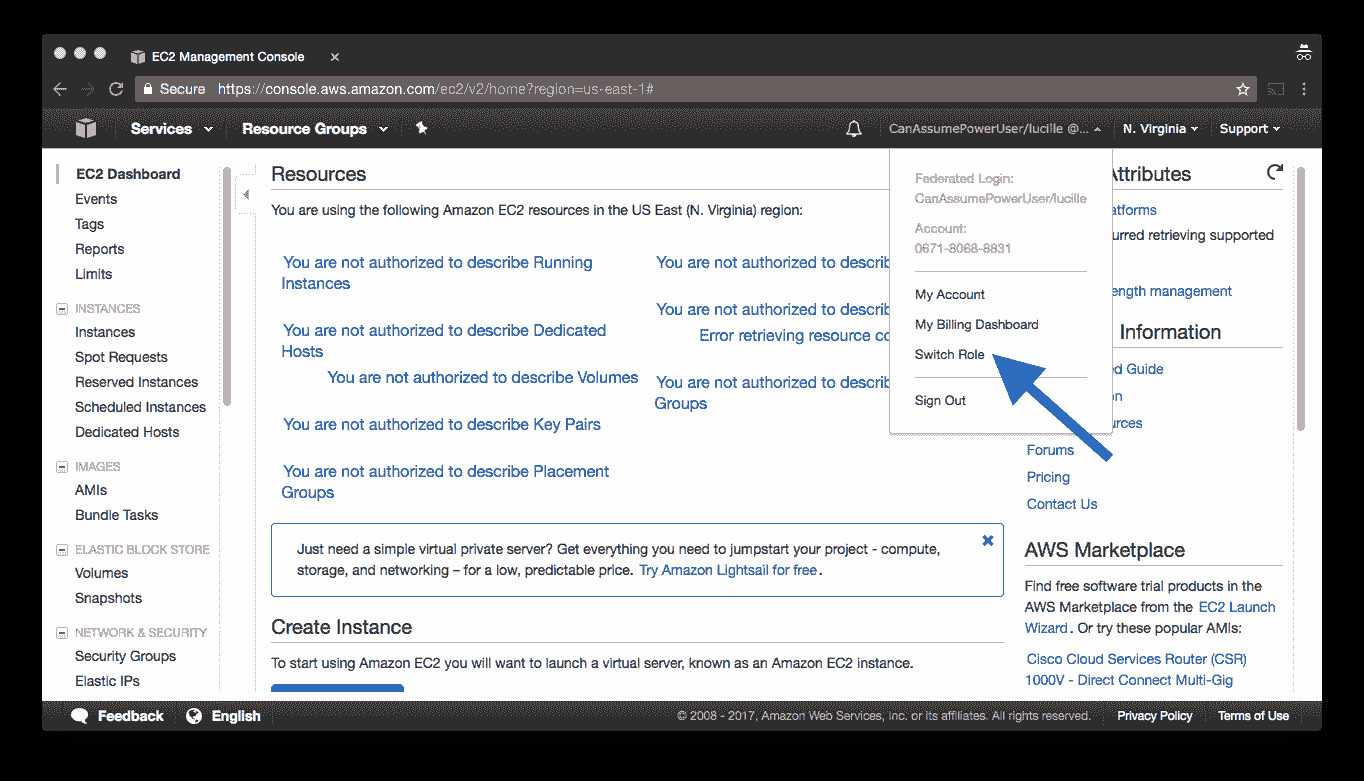 EC2 Management Console
Secure https://console.aws.amazon.com/ec2/v2/home?region=us-east-1#
Services Resource Groups CanAssumePowerUser/lucille @... N. Virginia Support
EC2 Dashboard
Events
Tags
Reports
Limits
INSTANCES
Instances
Spot Requests
Reserved Instances
Scheduled Instances
Dedicated Hosts
IMAGES
AMIs
Bundle Tasks
ELASTIC BLOCK STORE
Volumes
Snapshots
NETWORK & SECURITY
Security Groups
Elastic IPs
Resources
You are using the following Amazon EC2 resources in the US East (N. Virginia) region:
You are not authorized to describe Running
Instances
You are not authorized to describe Dedicated
Hosts
You are not authorized to describe Volumes
You are not authorized to describe Key Pairs
You are not authorized to describe Placement
Groups
You are not authorized to describ
You are not authorized to describ
Error retrieving resource co
You are not authorized to describ
Groups
Just need a simple virtual private server? Get everything you need to jumpstart your project - compute,
storage, and networking – for a low, predictable price. Try Amazon Lightsail for free.
Create Instance
To start using Amazon EC2 you will want to launch a virtual server, known as an Amazon EC2 instance.
Federated Login:
CanAssumePowerUser/lucille
Account:
0671-8068-8831
My Account
My Billing Dashboard
Switch Role
Sign Out
Attributes
atforms
urred retrieving supported
ength management
Information
d Guide
on
urces
Forums
Pricing
Contact Us
AWS Marketplace
Find free software trial products in the
AWS Marketplace from the EC2 Launch
Wizard. Or try these popular AMIs:
Cisco Cloud Services Router (CSR)
1000V - Direct Connect Multi-Gig
Feedback English © 2008 - 2017, Amazon Web Services, Inc. or its affiliates. All rights reserved. Privacy Policy Terms of Use